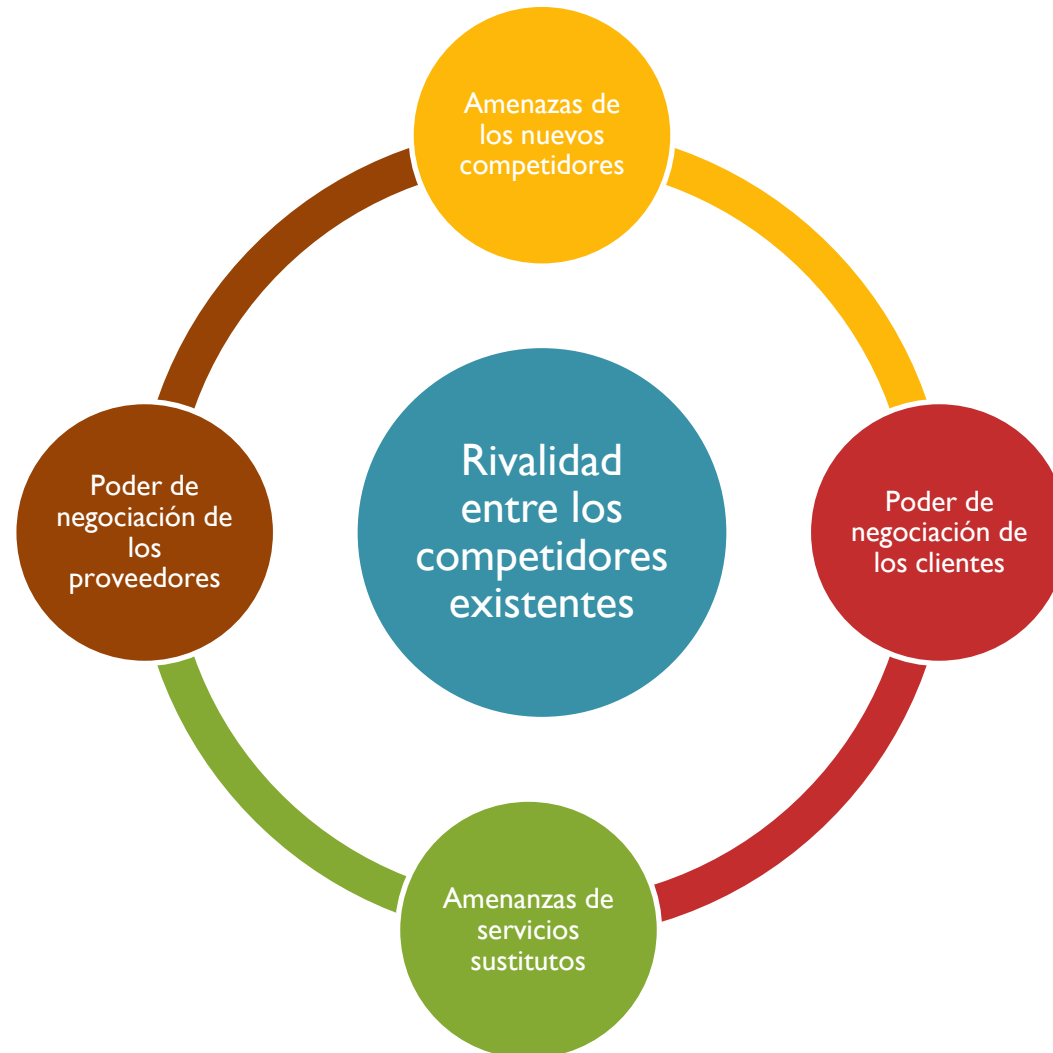 Amenazas de
los nuevos
competidores
Poder de
negociación de
los
proveedores
Rivalidad
entre los
competidores
existentes
Poder de
negociación de
los clientes
Amenanzas de
servicios
sustitutos